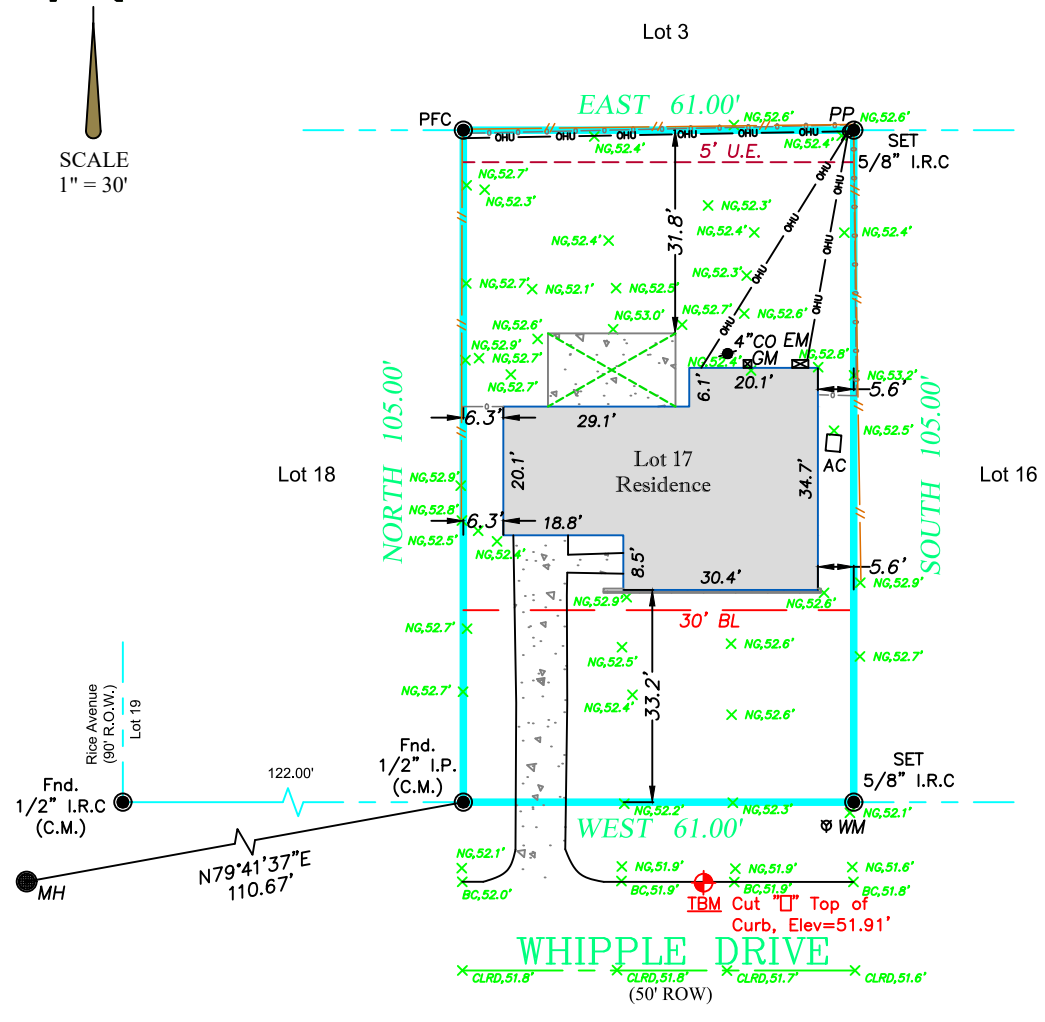 Lot 3
EAST 61.00'
NG,52.6'
PP
NG,52.6'
PFC
OHU
OHU
OHU
OHU
OHU
NG,52.4'
NG,52.4'
SET
5/8" I.R.C
SCALE
1" = 30'
5' U.E.
NG,52.7'
NG,52.3'
OHU
NG,52.3'
31.8'
NG,52.4'
NG,52.4'
NG,52.4'
OHU
OHU
NG,52.3'
NG,52.7'
NG,52.1'
NG,52.5'
OHU
NG,52.6'
NG,53.0'
NG,52.7'
NG,52.6'
OHU
NG,52.9'
NG,52.7'
4"CO
EM
GM
NG,52.4'
NG,52.8'
NG,52.7'
6.1'
20.1'
NG,53.2'
5.6'
6.3'
29.1'
NORTH 105.00'
SOUTH 105.00'
NG,52.5'
AC
Lot 18
20.1'
Lot 17
Residence
34.7'
Lot 16
NG,52.9'
NG,52.8'
6.3'
18.8'
NG,52.5'
NG,52.4'
8.5'
30.4'
5.6'
NG,52.9'
NG,52.9'
NG,52.6'
30' BL
NG,52.7'
NG,52.6'
NG,52.5'
NG,52.7'
NG,52.7'
33.2'
NG,52.4'
NG,52.6'
Rice Avenue
(90' R.O.W.)
Lot 19
Fnd.
1/2" I.P.
(C.M.)
SET
5/8" I.R.C
122.00'
Fnd.
1/2" I.R.C
(C.M.)
NG,52.2'
NG,52.3'
NG,52.1'
WEST 61.00'
WM
N79°41'37"E
110.67'
MH
NG,52.1'
NG,51.9'
NG,51.9'
NG,51.6'
BC,52.0'
BC,51.9'
BC,51.9'
BC,51.8'
TBM Cut "□" Top of
Curb, Elev=51.91'
WHIPPLE DRIVE
CLRD,51.8'
CLRD,51.8'
CLRD,51.7'
CLRD,51.6'
(50' ROW)